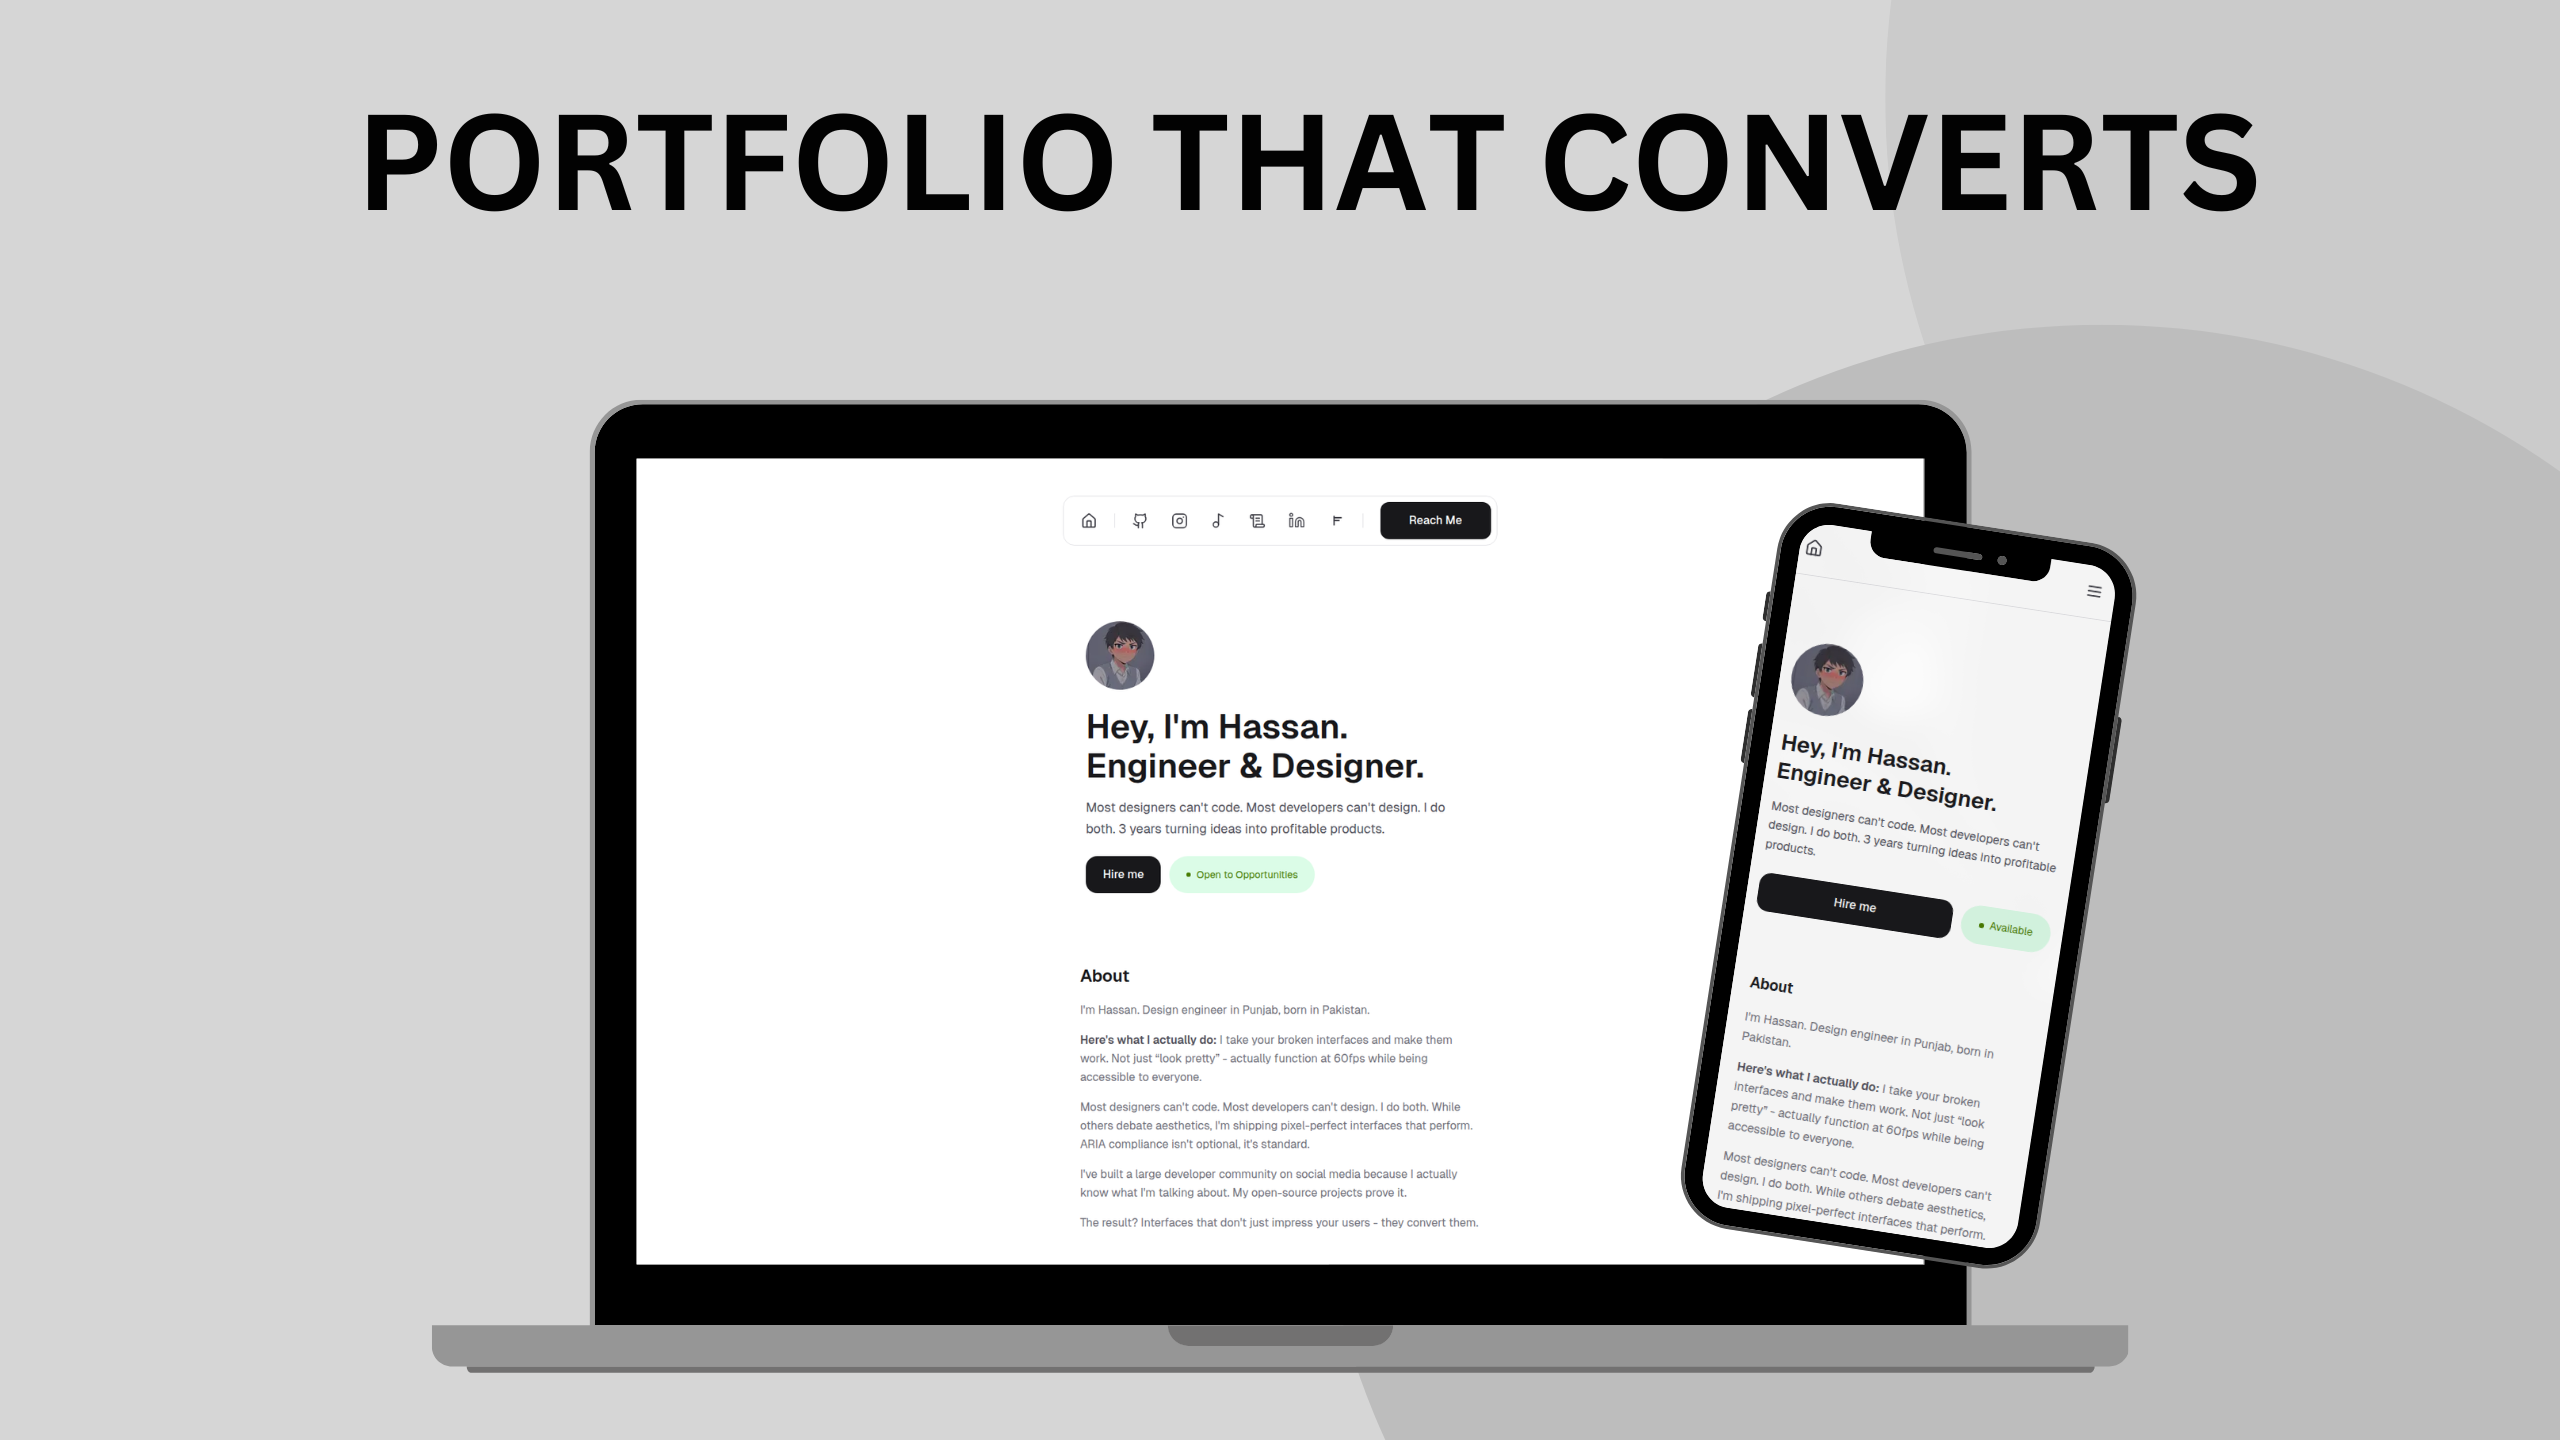 PORTFOLIO THAT CONVERTS
Reach Me
Hey, I'm Hassan.
Engineer & Designer.
Most designers can't code. Most developers can't design. I do
both. 3 years turning ideas into profitable products.
Hire me
Open to Opportunities
About
I'm Hassan. Design engineer in Punjab, born in Pakistan.
Here's what I actually do: I take your broken interfaces and make them
work. Not just “look pretty” - actually function at 60fps while being
accessible to everyone.
Most designers can't code. Most developers can't design. I do both. While
others debate aesthetics, I'm shipping pixel-perfect interfaces that perform.
ARIA compliance isn't optional, it's standard.
I've built a large developer community on social media because I actually
know what I'm talking about. My open-source projects prove it.
The result? Interfaces that don't just impress your users - they convert them.
Hey, I'm Hassan.
Engineer & Designer.
Most designers can't code. Most developers can't
design. I do both. 3 years turning ideas into profitable
products.
Hire me
Available
About
I'm Hassan. Design engineer in Punjab, born in
Pakistan.
Here's what I actually do: I take your broken
interfaces and make them work. Not just “look
pretty” - actually function at 60fps while being
accessible to everyone.
Most designers can't code. Most developers can't
design. I do both. While others debate aesthetics,
I'm shipping pixel-perfect interfaces that perform.